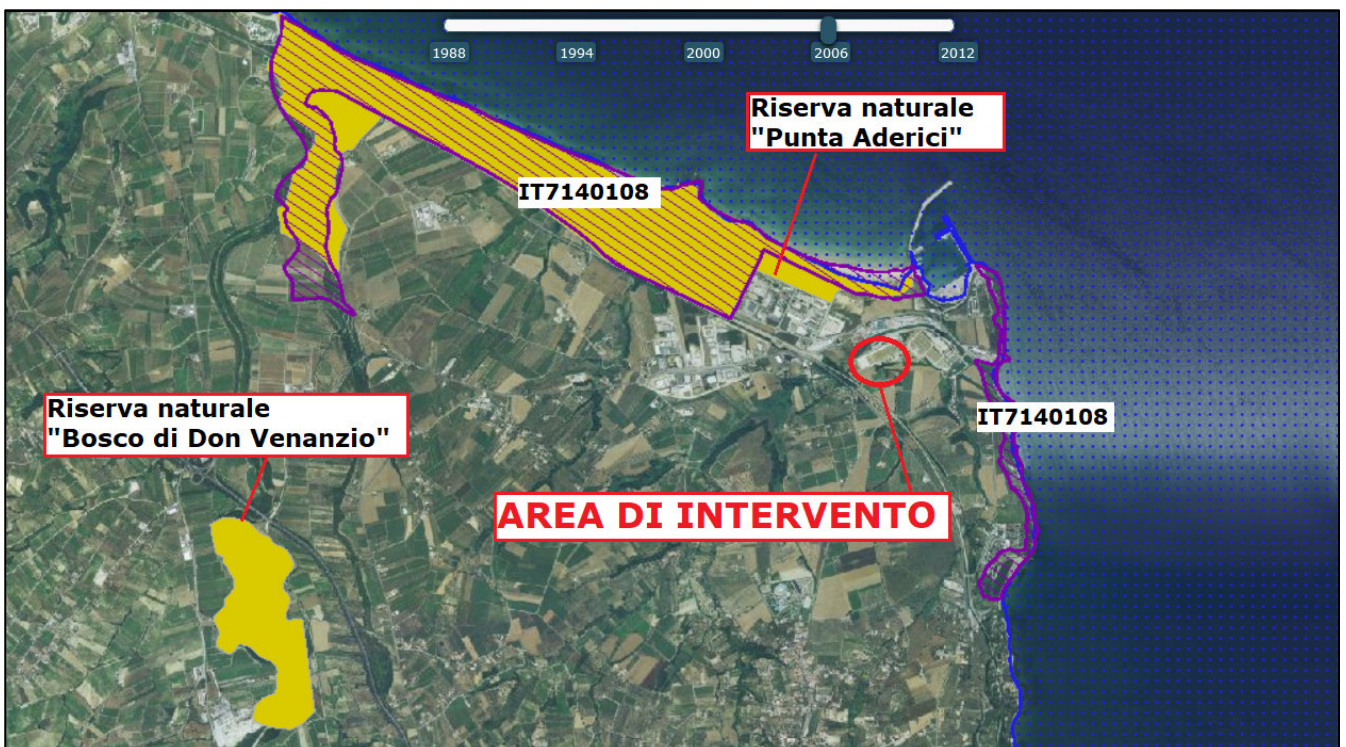 1988 1994 2000 2006 2012
Riserva naturale
"Punta Aderici"
IT7140108
Riserva naturale
"Bosco di Don Venanzio"
IT7140108
AREA DI INTERVENTO